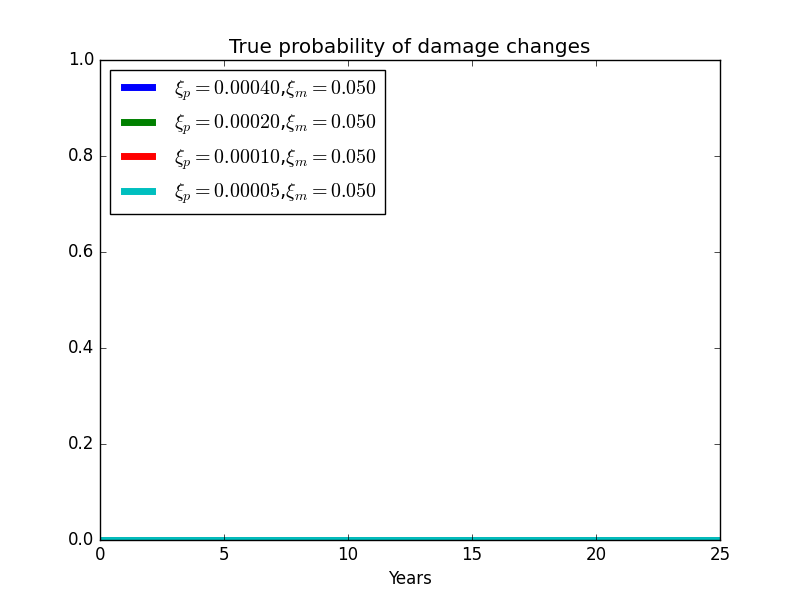 True probability of damage changes
1.0
ξₚ = 0.00040,ξₘ = 0.050
ξₚ = 0.00020,ξₘ = 0.050
0.8
ξₚ = 0.00010,ξₘ = 0.050
ξₚ = 0.00005,ξₘ = 0.050
0.6
0.4
0.2
0.0
0 5 10 15 20 25
Years